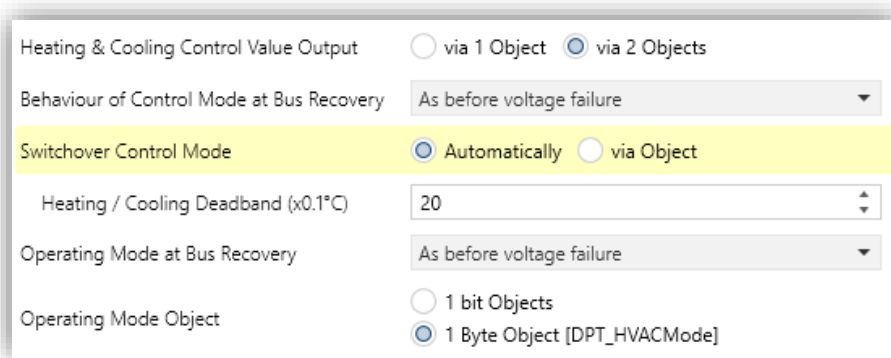 Heating & Cooling Control Value Output via 1 Object via 2 Objects
Behaviour of Control Mode at Bus Recovery As before voltage failure
Switchover Control Mode Automatically via Object
Heating / Cooling Deadband (x0.1°C) 20
Operating Mode at Bus Recovery As before voltage failure
Operating Mode Object 1 bit Objects
1 Byte Object [DPT_HVACMode]